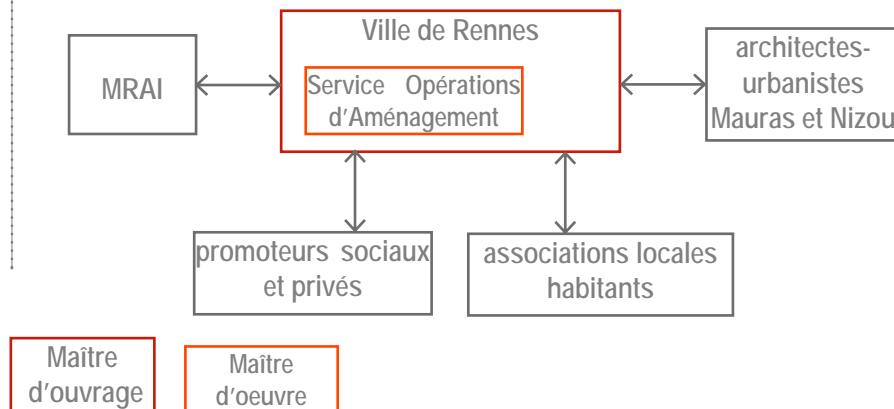 Ville de Rennes
MRAI
Service Opérations
d'Aménagement
architectes-
urbanistes
Mauras et Nizou
promoteurs sociaux
et privés
associations locales
habitants
Maître
d'ouvrage
Maître
d'oeuvre